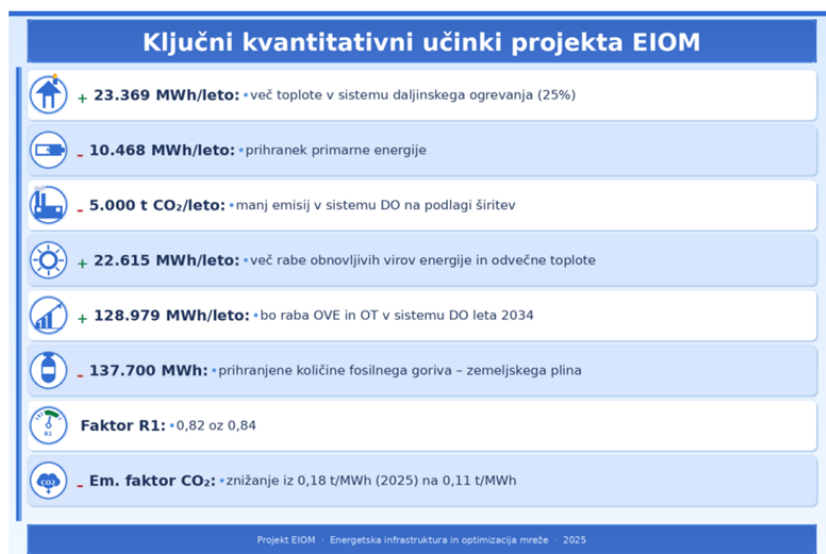 Ključni kvantitativni učinki projekta EIOM
+ 23.369 MWh/leto: •več toplote v sistemu daljinskega ogrevanja (25%)
- 10.468 MWh/leto: •prihranek primarne energije
- 5.000 t CO₂/leto: •manj emisij v sistemu DO na podlagi širitev
+ 22.615 MWh/leto: •več rabe obnovljivih virov energije in odvečne toplote
+ 128.979 MWh/leto: •bo raba OVE in OT v sistemu DO leta 2034
- 137.700 MWh: •prihranjene količine fosilnega goriva – zemeljskega plina
R1
Faktor R1: •0,82 oz 0,84
CO2
- Em. faktor CO₂: •znižanje iz 0,18 t/MWh (2025) na 0,11 t/MWh
Projekt EIOM · Energetska infrastruktura in optimizacija mreže · 2025